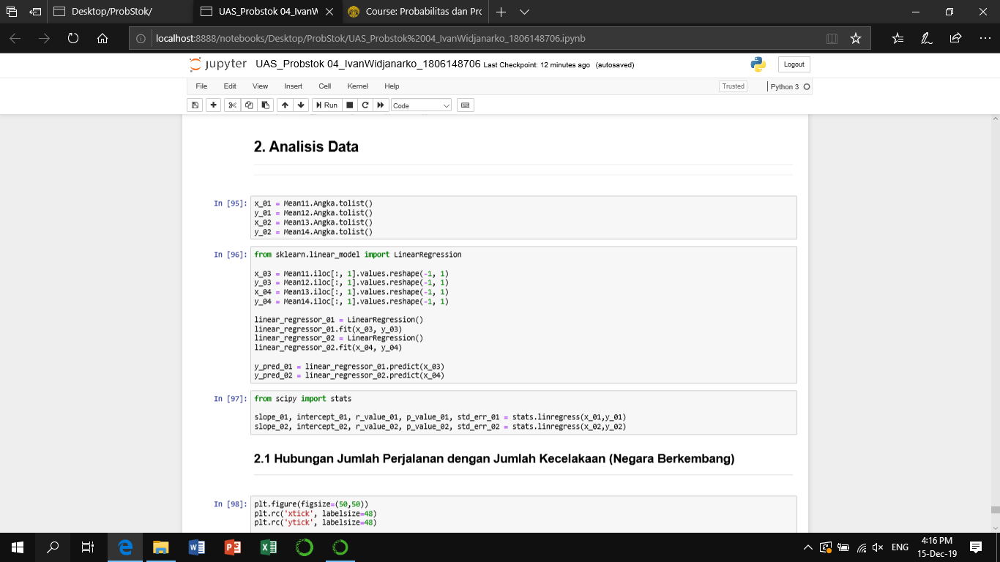 Desktop/ProbStok/
UAS_Probstok 04_IvanW
Course: Probabilitas dan Pro
localhost:8888/notebooks/Desktop/ProbStok/UAS_Probstok%2004_IvanWidjanarko_1806148706.ipynb
jupyter UAS_Probstok 04_IvanWidjanarko_1806148706 Last Checkpoint: 12 minutes ago (autosaved)
Logout
File Edit View Insert Cell Kernel Help
Trusted
Python 3
Run
Code
2. Analisis Data
In [95]: x_01 = Mean11.Angka.tolist()
y_01 = Mean12.Angka.tolist()
x_02 = Mean13.Angka.tolist()
y_02 = Mean14.Angka.tolist()
In [96]: from sklearn.linear_model import LinearRegression
x_03 = Mean11.iloc[:, 1].values.reshape(-1, 1)
y_03 = Mean12.iloc[:, 1].values.reshape(-1, 1)
x_04 = Mean13.iloc[:, 1].values.reshape(-1, 1)
y_04 = Mean14.iloc[:, 1].values.reshape(-1, 1)
linear_regressor_01 = LinearRegression()
linear_regressor_01.fit(x_03, y_03)
linear_regressor_02 = LinearRegression()
linear_regressor_02.fit(x_04, y_04)
y_pred_01 = linear_regressor_01.predict(x_03)
y_pred_02 = linear_regressor_02.predict(x_04)
In [97]: from scipy import stats
slope_01, intercept_01, r_value_01, p_value_01, std_err_01 = stats.linregress(x_01,y_01)
slope_02, intercept_02, r_value_02, p_value_02, std_err_02 = stats.linregress(x_02,y_02)
2.1 Hubungan Jumlah Perjalanan dengan Jumlah Kecelakaan (Negara Berkembang)
In [98]: plt.figure(figsize=(50,50))
plt.rc('xtick', labelsize=48)
plt.rc('ytick', labelsize=48)
ENG
4:16 PM
15-Dec-19